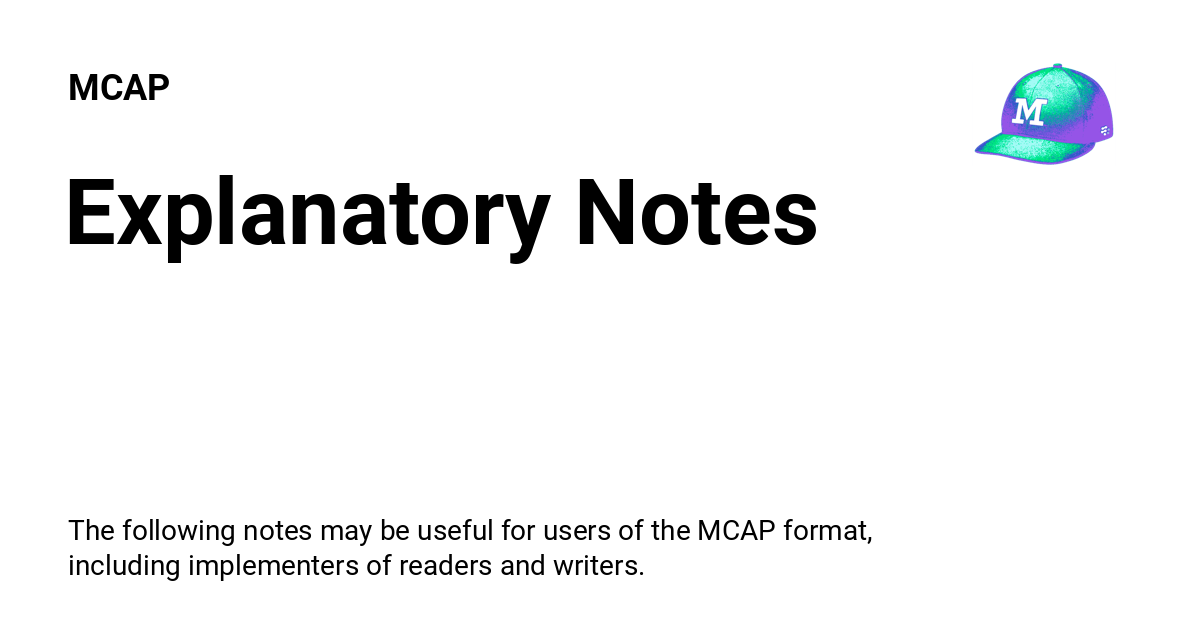 MCAP
M
Explanatory Notes
The following notes may be useful for users of the MCAP format,
including implementers of readers and writers.